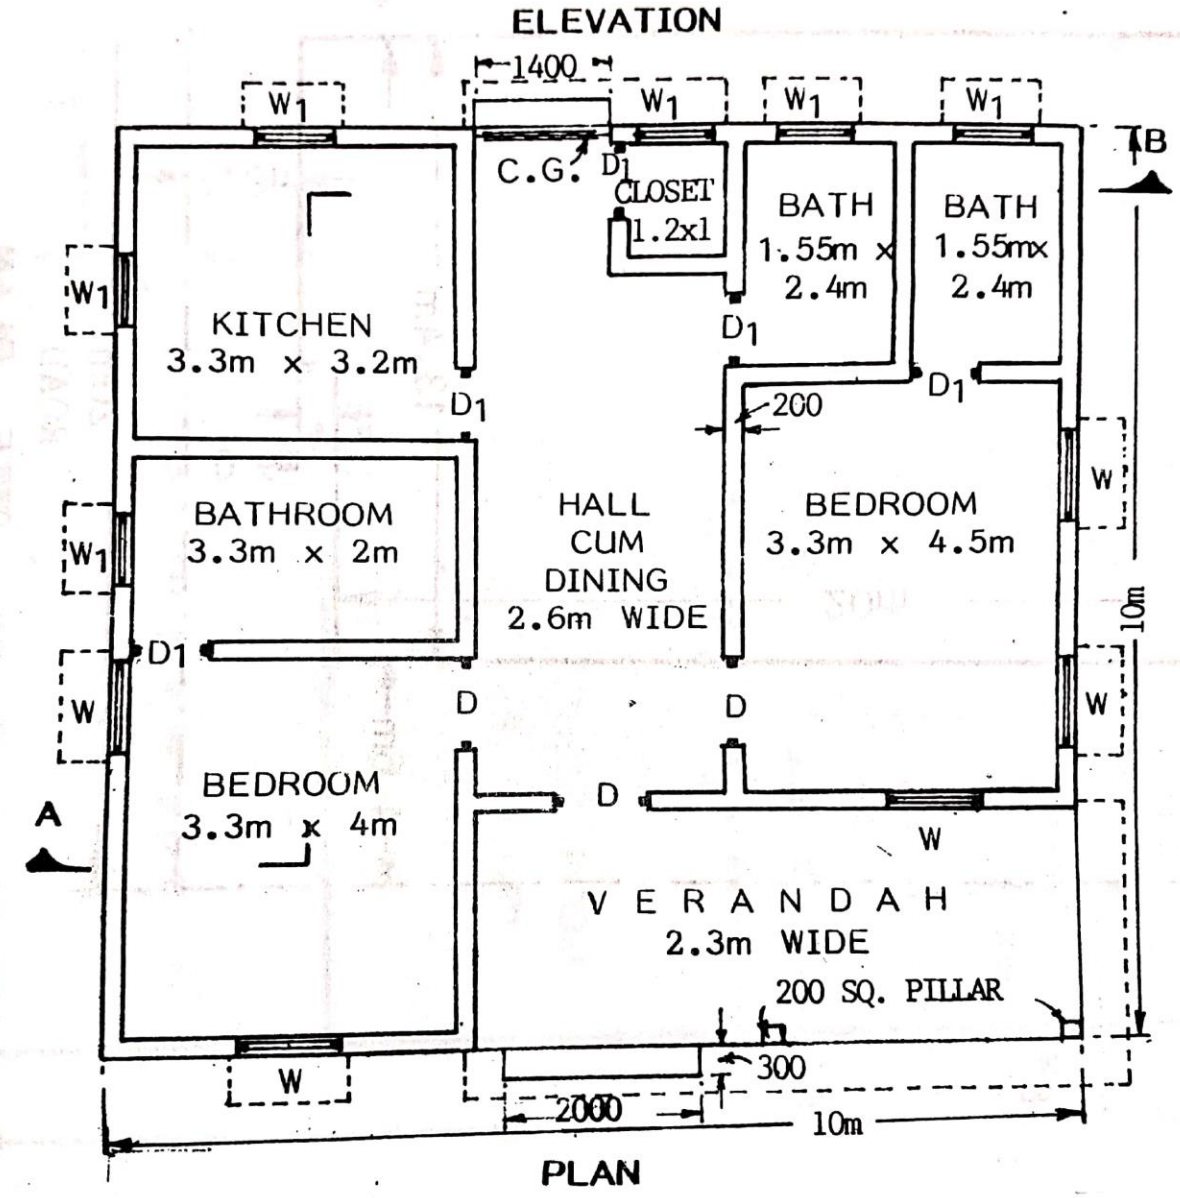 ELEVATION
1400
W1
W1
W1
W1
B
C.G.
D1
CLOSET
1.2x1
BATH
1.55m x
2.4m
BATH
1.55mx
2.4m
W1
KITCHEN
3.3m x 3.2m
D1
D1
D1
200
W
BATHROOM
3.3m x 2m
W1
HALL
CUM
DINING
2.6m WIDE
BEDROOM
3.3m x 4.5m
10m
D1
W
D
D
W
BEDROOM
3.3m x 4m
D
A
W
VERANDAH
2.3m WIDE
200 SQ. PILLAR
300
W
2000
10m
PLAN